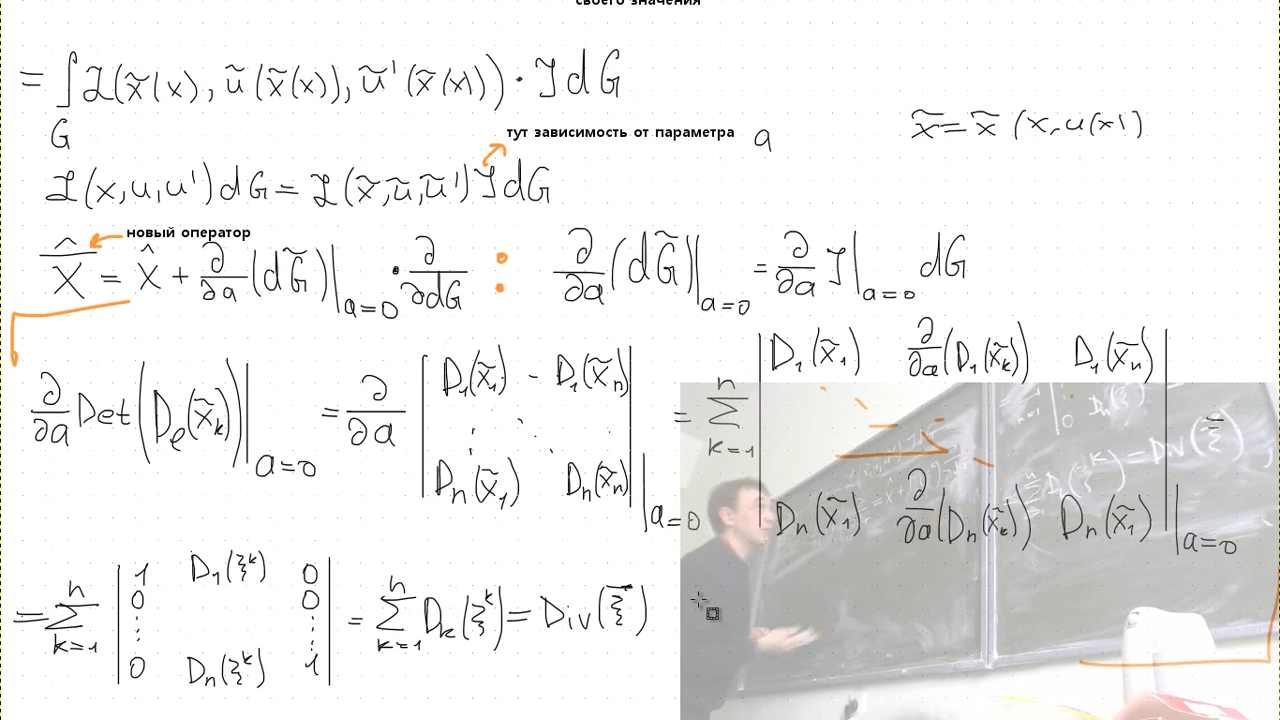 своего значения
= ∫ ℒ(x̃(x), ũ(x̃(x)), ũ'(x̃(x))) · J dG
G
тут зависимость от параметра a
x̃ = x̃ (x, u(x))
ℒ(x, u, u') dG = ℒ(x̃, ũ, ũ') J dG
новый оператор
X̂̅ = X̂ + ∂/∂a (dG̃)|a=0 · ∂/∂dG : ∂/∂a (dG̃)|a=0 = ∂/∂a J|a=0 dG
∂/∂a Det(Dₑ(x̃ₖ))|a=0 = ∂/∂a | D₁(x̃₁) - D₁(x̃ₙ) | = n Σ k=1 | D₁(x̃₁) ∂/∂a(D₁(x̃ₖ)) D₁(x̃ₙ) |
| Dₙ(x̃₁) Dₙ(x̃ₙ) |a=0 | Dₙ(x̃₁) ∂/∂a(Dₙ(x̃ₖ)) Dₙ(x̃₁) |a=0
= n Σ k=1 | 1 D₁(ξᵏ) 0 | = n Σ k=1 Dₖ(ξᵏ) = Div(ξ̅)
| 0 0 |
| ⋮ ⋮ |
| 0 Dₙ(ξᵏ) 1 |